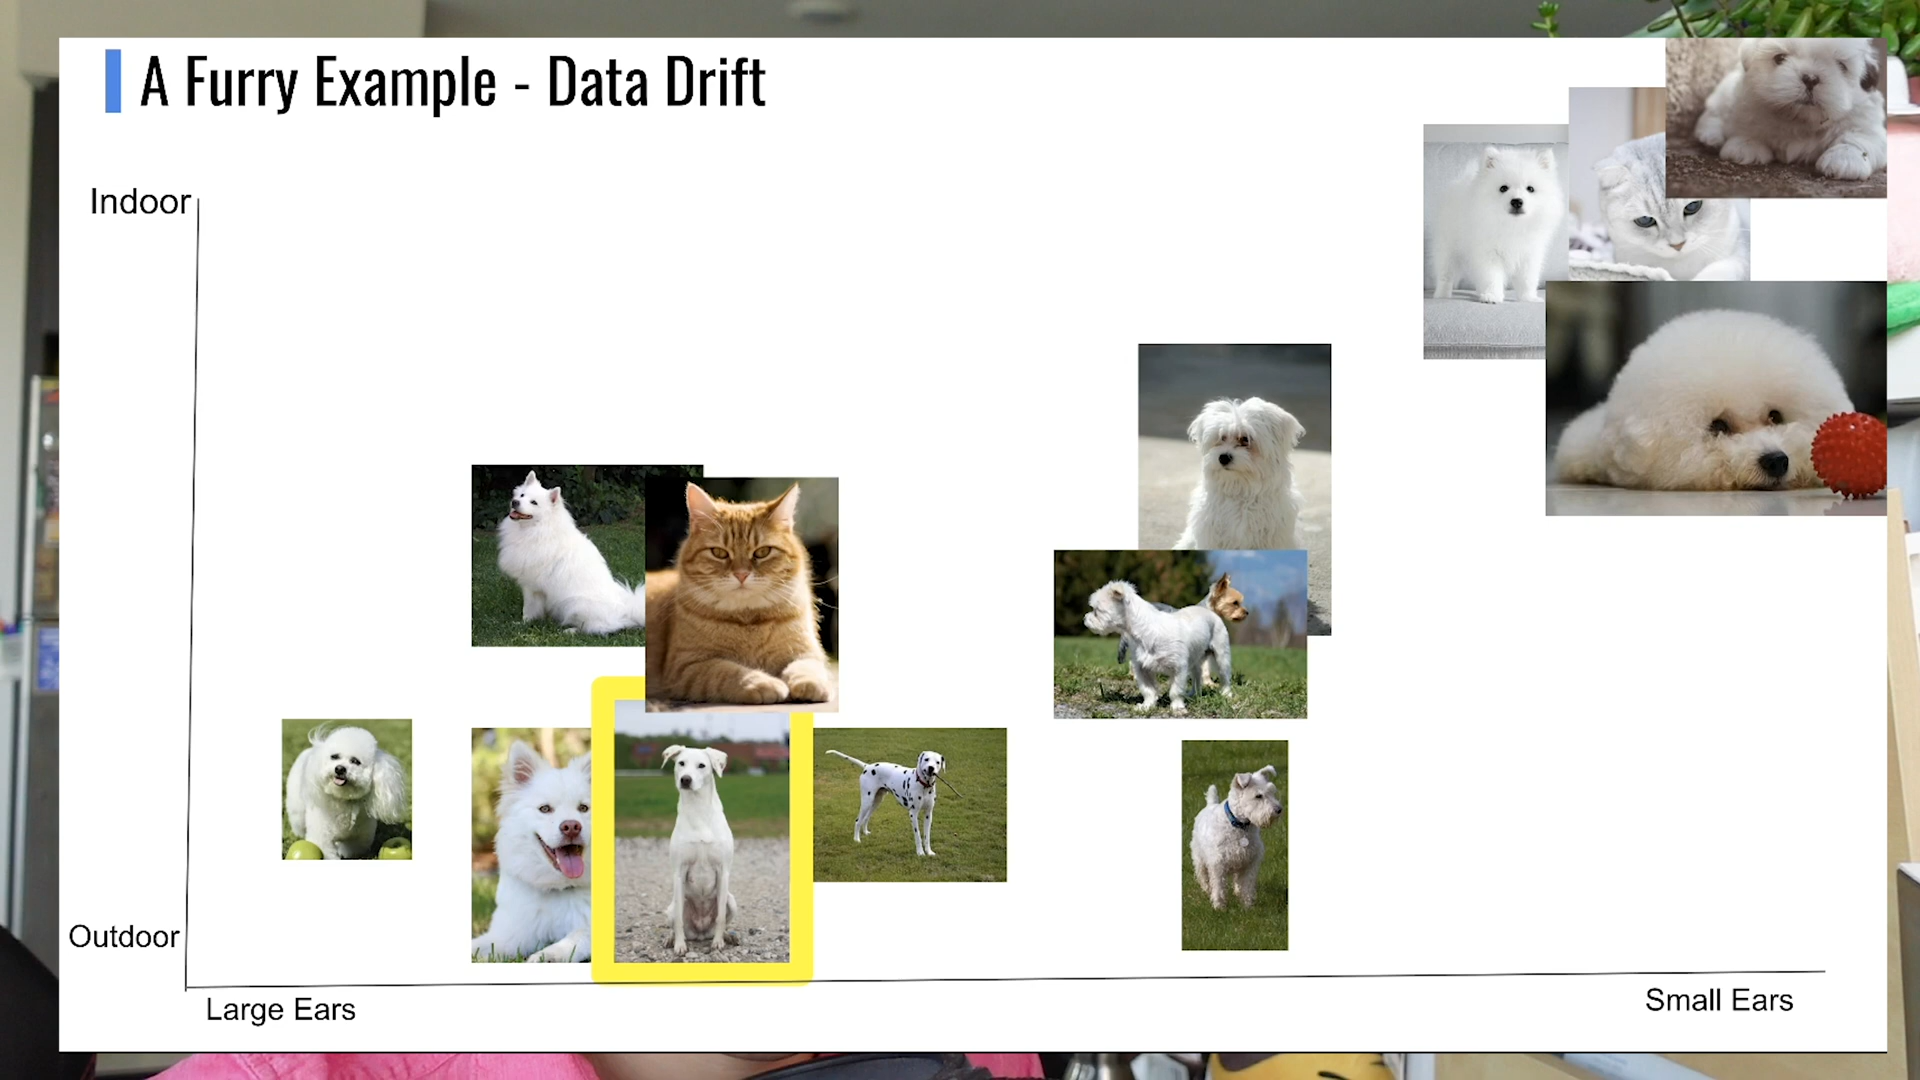 A Furry Example - Data Drift
Indoor
Outdoor
Large Ears
Small Ears